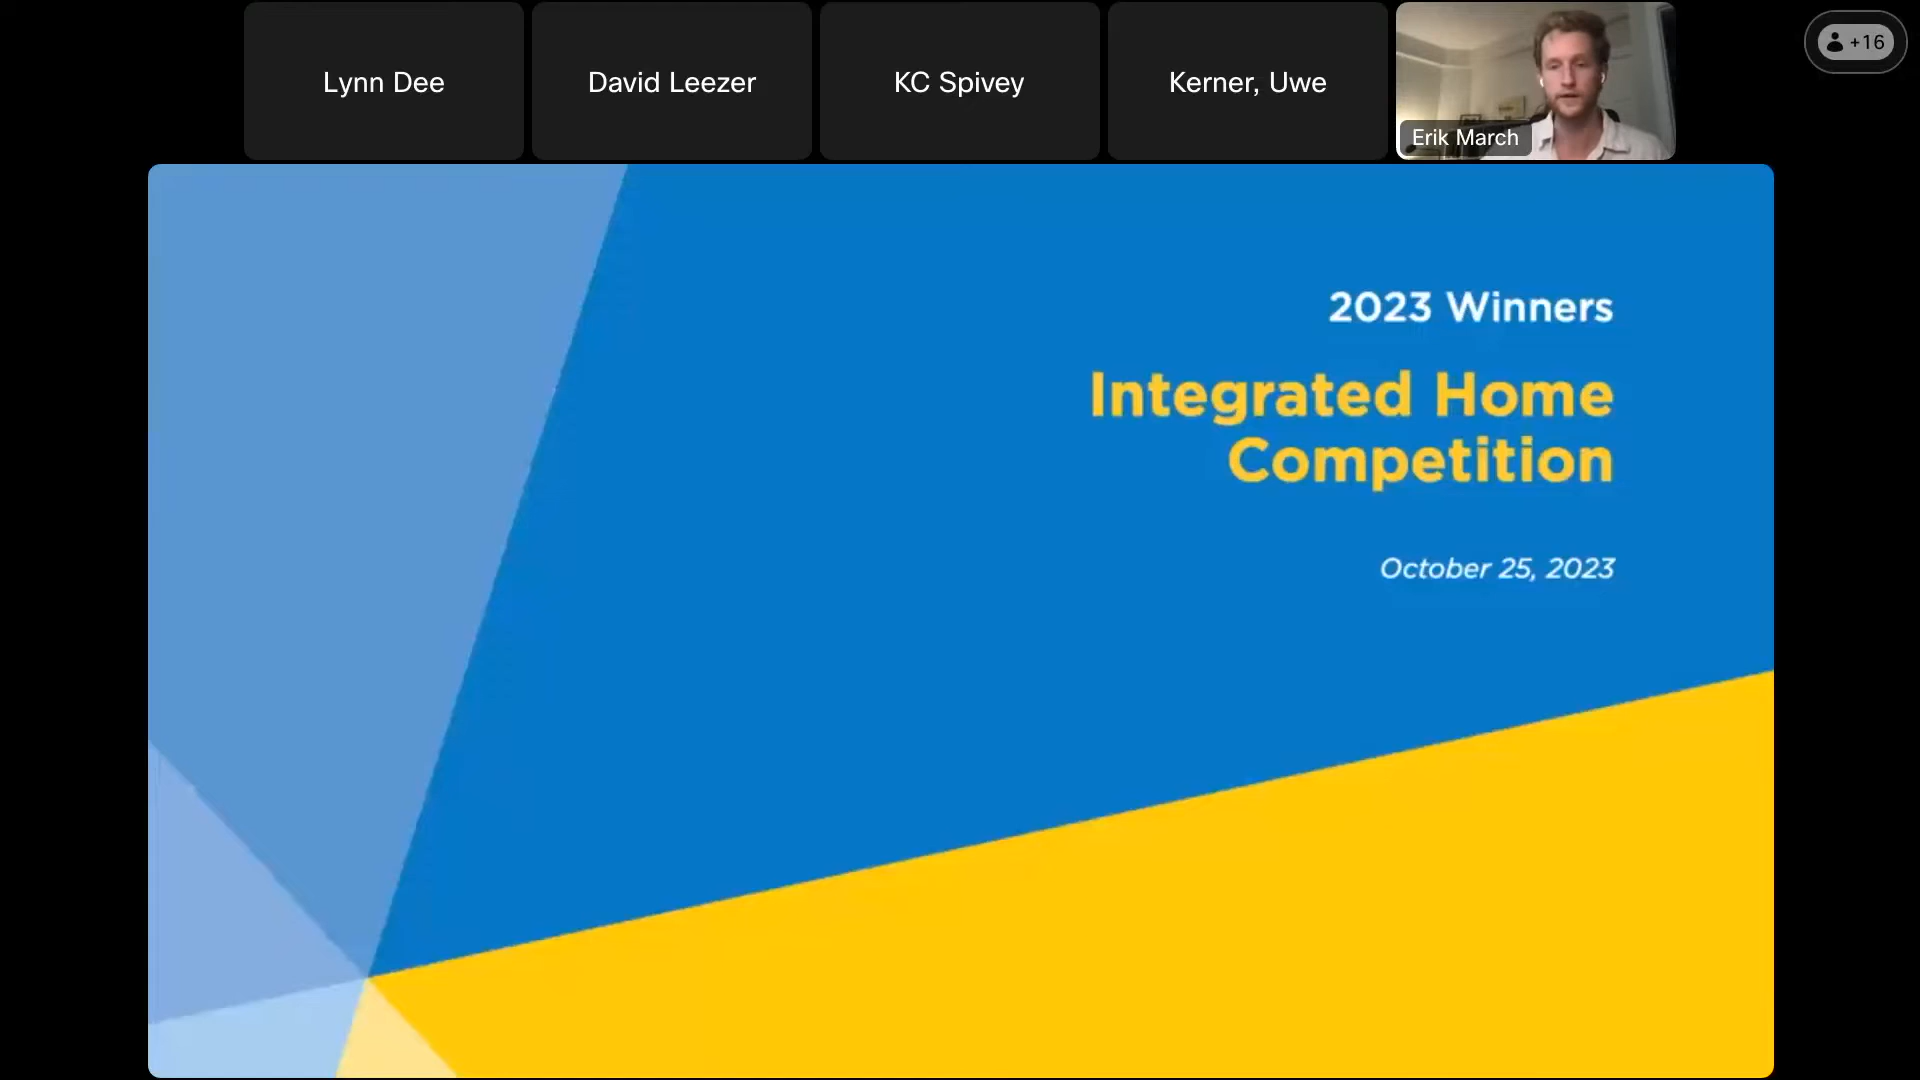 Lynn Dee
David Leezer
KC Spivey
Kerner, Uwe
Erik March
+16
2023 Winners
Integrated Home
Competition
October 25, 2023